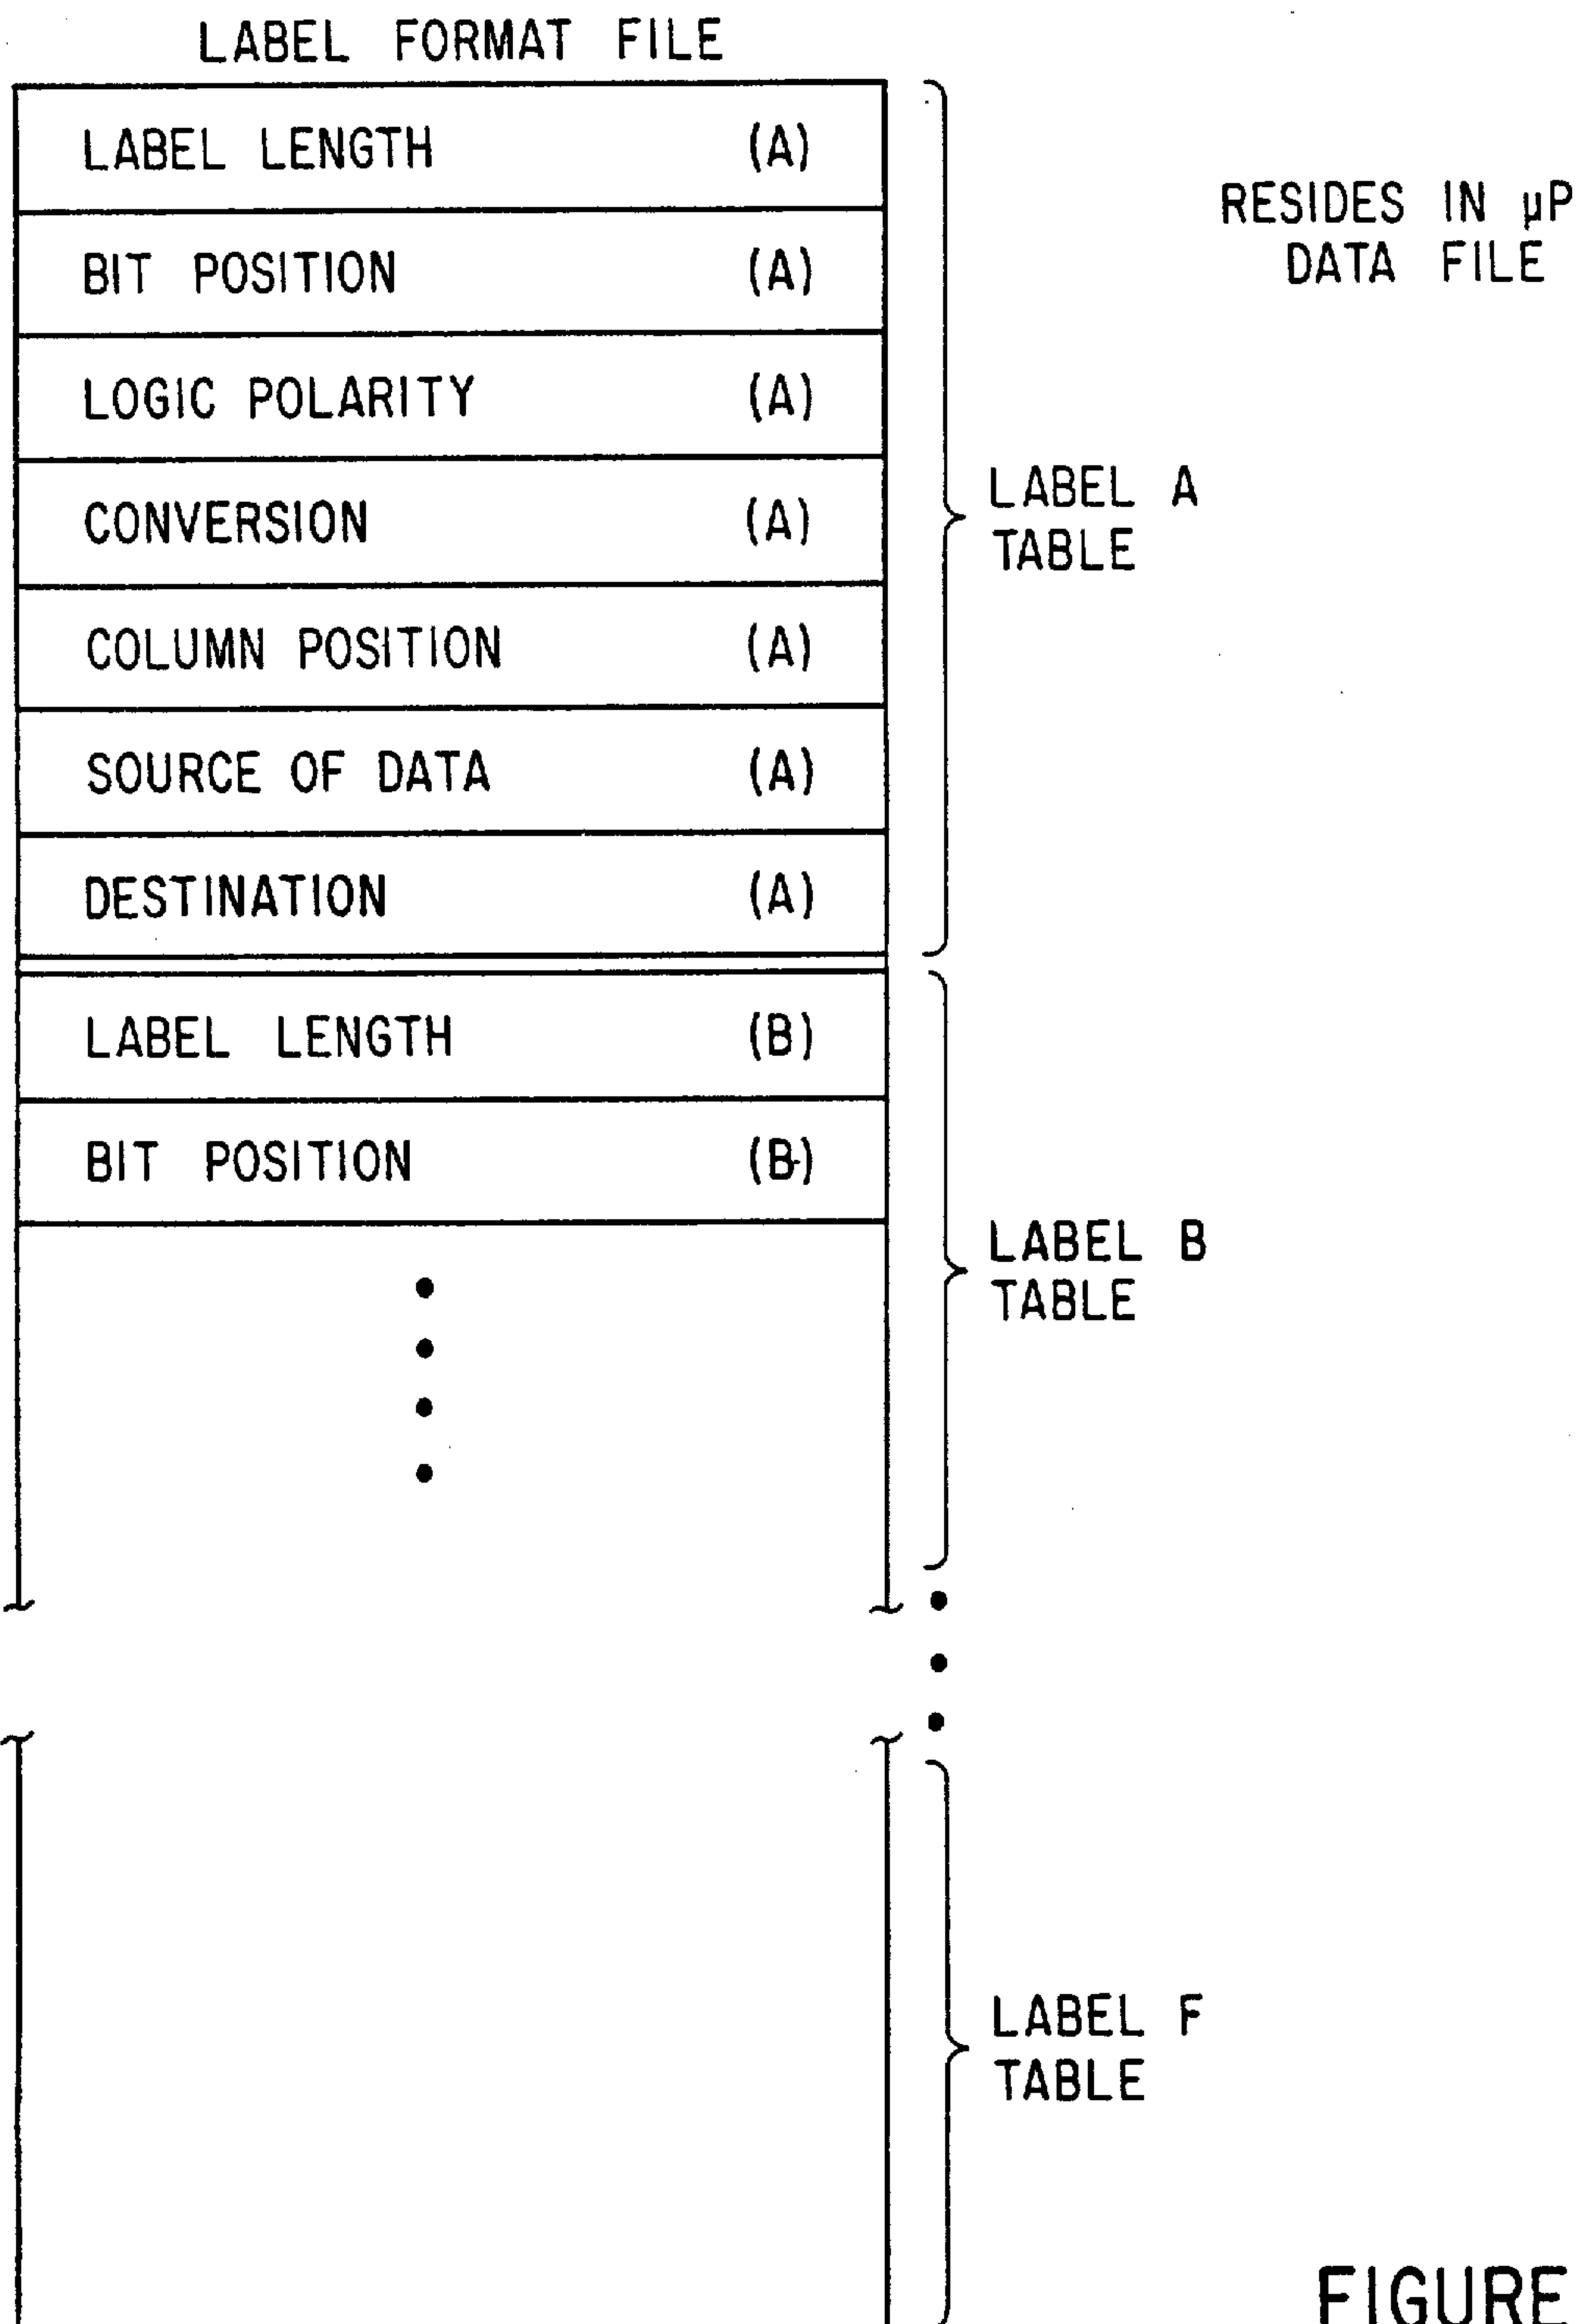 LABEL FORMAT FILE
LABEL LENGTH (A)
BIT POSITION (A)
LOGIC POLARITY (A)
CONVERSION (A)
COLUMN POSITION (A)
SOURCE OF DATA (A)
DESTINATION (A)
LABEL LENGTH (B)
BIT POSITION (B)
RESIDES IN µP
DATA FILE
LABEL A
TABLE
LABEL B
TABLE
LABEL F
TABLE
FIGURE